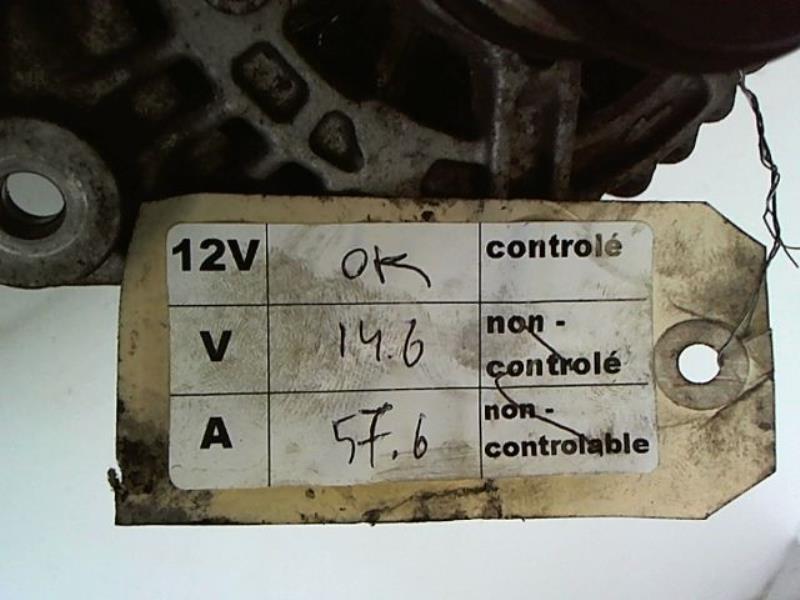 12V OK controlé
V 14.6 non -
controlé
A 57.6 non -
controlable